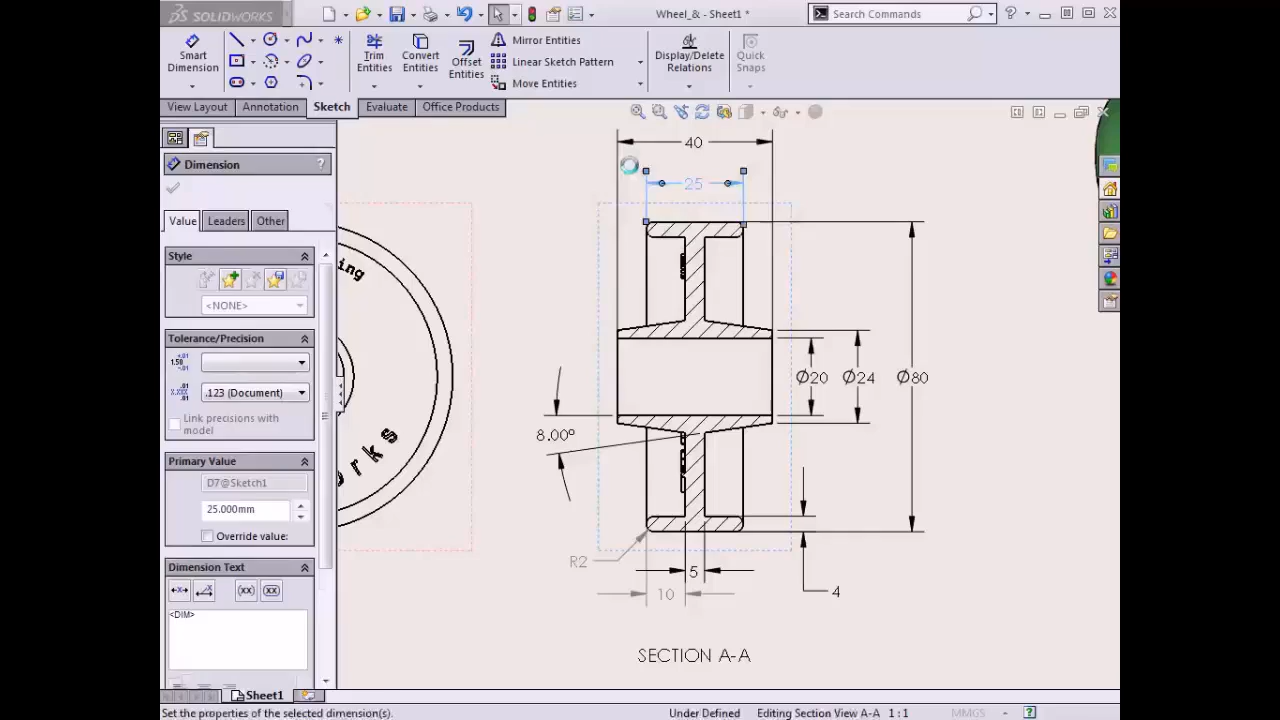 SOLIDWORKS
Wheel_& - Sheet1 *
Search Commands
Smart Dimension
Trim Entities
Convert Entities
Offset Entities
Mirror Entities
Linear Sketch Pattern
Move Entities
Display/Delete Relations
Quick Snaps
View Layout
Annotation
Sketch
Evaluate
Office Products
Dimension
?
Value
Leaders
Other
Style
<NONE>
Tolerance/Precision
.123 (Document)
Link precisions with
model
Primary Value
D7@Sketch1
25.000mm
Override value:
Dimension Text
(xx)
<DIM>
40
25
ing
Ø20
Ø24
Ø80
8.00°
rks
R2
5
10
4
SECTION A-A
Sheet1
Set the properties of the selected dimension(s).
Under Defined
Editing Section View A-A
1 : 1
MMGS